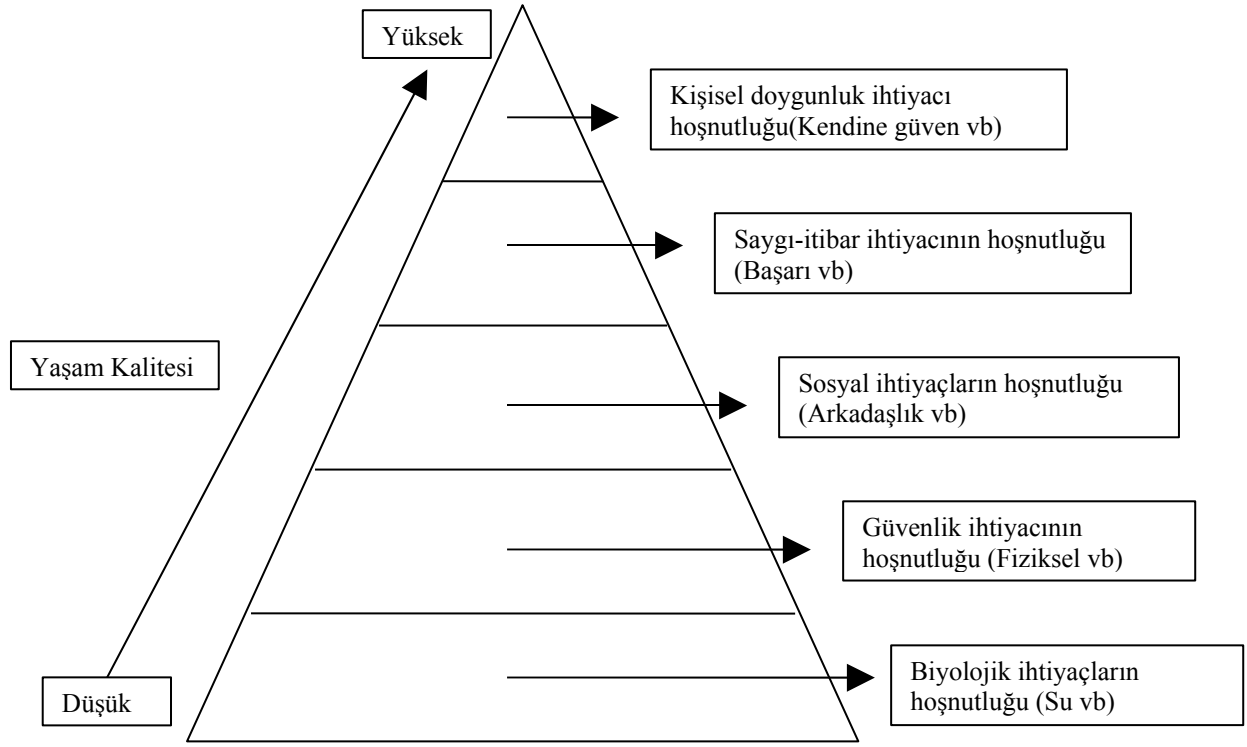 Yüksek
Kişisel doygunluk ihtiyacı
hoşnutluğu(Kendine güven vb)
Saygı-itibar ihtiyacının hoşnutluğu
(Başarı vb)
Yaşam Kalitesi
Sosyal ihtiyaçların hoşnutluğu
(Arkadaşlık vb)
Güvenlik ihtiyacının
hoşnutluğu (Fiziksel vb)
Düşük
Biyolojik ihtiyaçların
hoşnutluğu (Su vb)